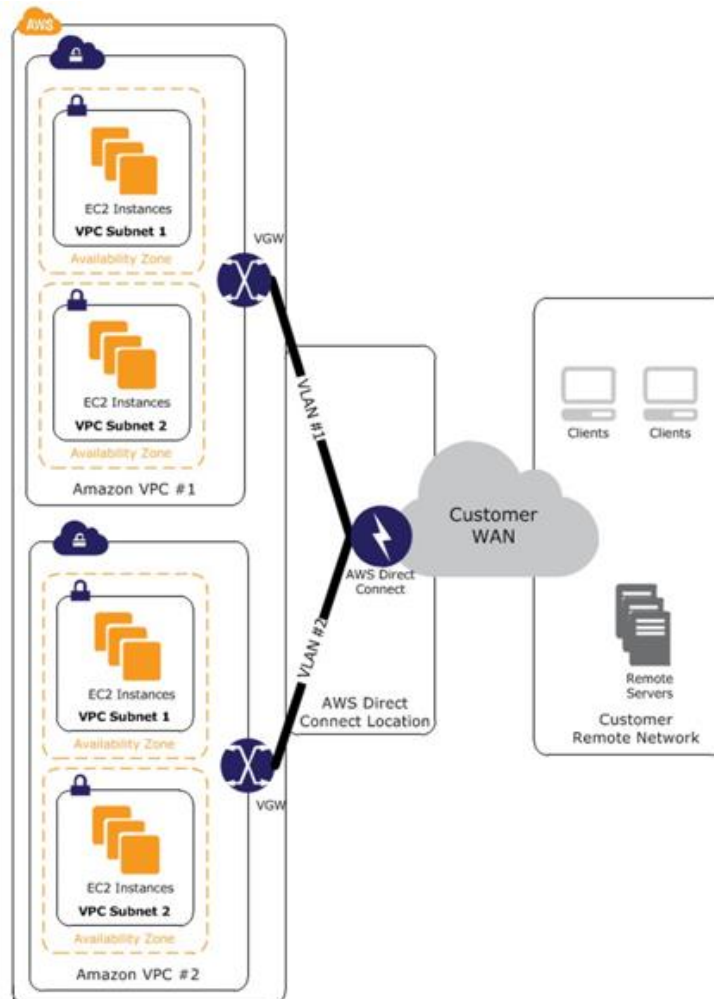 AWS
EC2 Instances
VPC Subnet 1
Availability Zone
EC2 Instances
VPC Subnet 2
Availability Zone
Amazon VPC #1
VGW
VLAN #1
EC2 Instances
VPC Subnet 1
Availability Zone
EC2 Instances
VPC Subnet 2
Availability Zone
Amazon VPC #2
VGW
VLAN #2
AWS Direct
Connect
AWS Direct
Connect Location
Customer
WAN
Clients
Clients
Remote
Servers
Customer
Remote Network